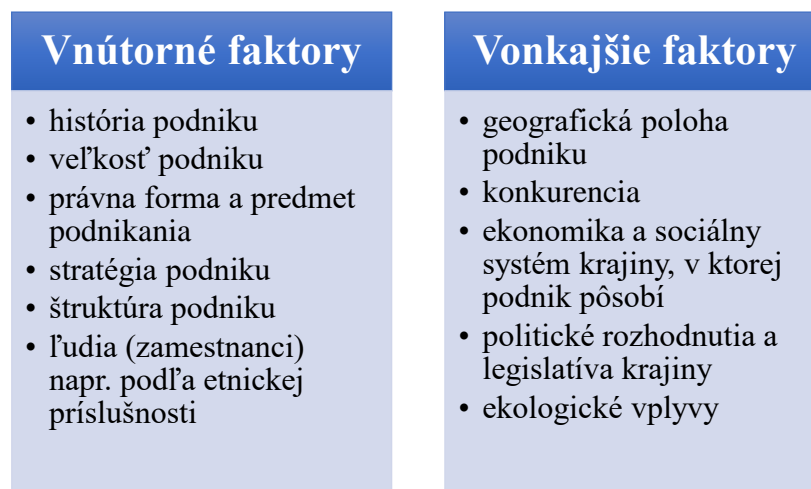 Vnútorné faktory
• história podniku
• veľkosť podniku
• právna forma a predmet
podnikania
• stratégia podniku
• štruktúra podniku
• ľudia (zamestnanci)
napr. podľa etnickej
príslušnosti
Vonkajšie faktory
• geografická poloha
podniku
• konkurencia
• ekonomika a sociálny
systém krajiny, v ktorej
podnik pôsobí
• politické rozhodnutia a
legislatíva krajiny
• ekologické vplyvy